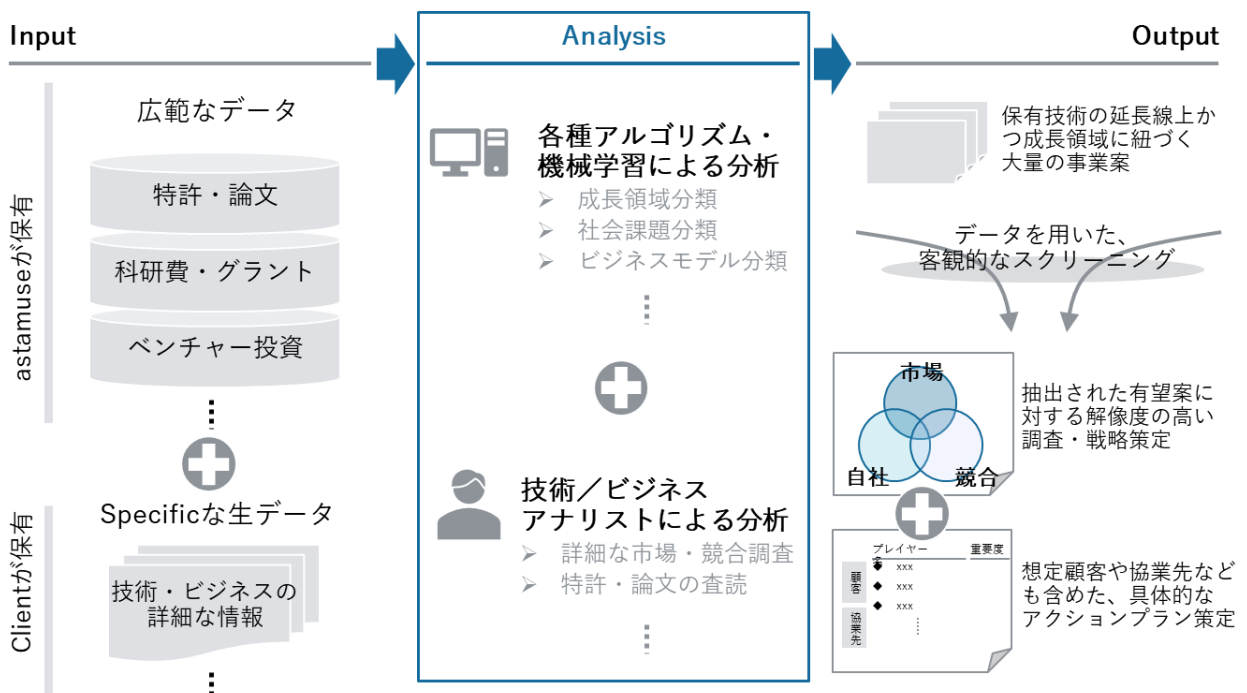 Input
Analysis
Output
astamuseが保有
広範なデータ
特許・論文
科研費・グラント
ベンチャー投資
Clientが保有
Specificな生データ
技術・ビジネスの
詳細な情報
各種アルゴリズム・
機械学習による分析
➢ 成長領域分類
➢ 社会課題分類
➢ ビジネスモデル分類
技術／ビジネス
アナリストによる分析
➢ 詳細な市場・競合調査
➢ 特許・論文の査読
保有技術の延長線上か
つ成長領域に紐づく
大量の事業案
データを用いた、
客観的なスクリーニング
市場
自社
競合
抽出された有望案に
対する解像度の高い
調査・戦略策定
プレイヤー
名
重要度
顧客
協業先
◆ xxx
◆ xxx
◆ xxx
想定顧客や協業先など
も含めた、具体的な
アクションプラン策定